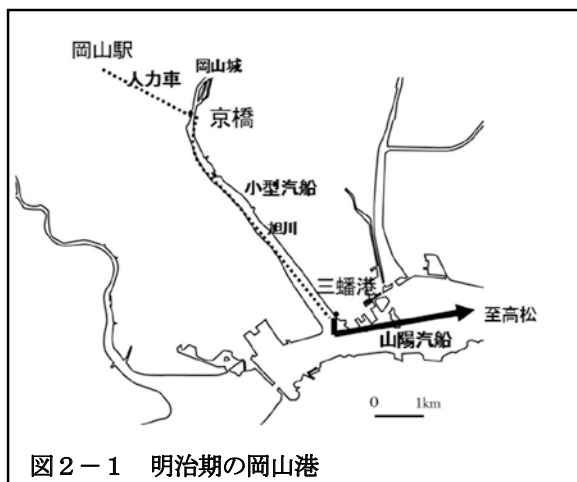 岡山駅
人力車
岡山城
京橋
小型汽船
旭川
三蟠港
至高松
山陽汽船
0 1km
図2-1 明治期の岡山港